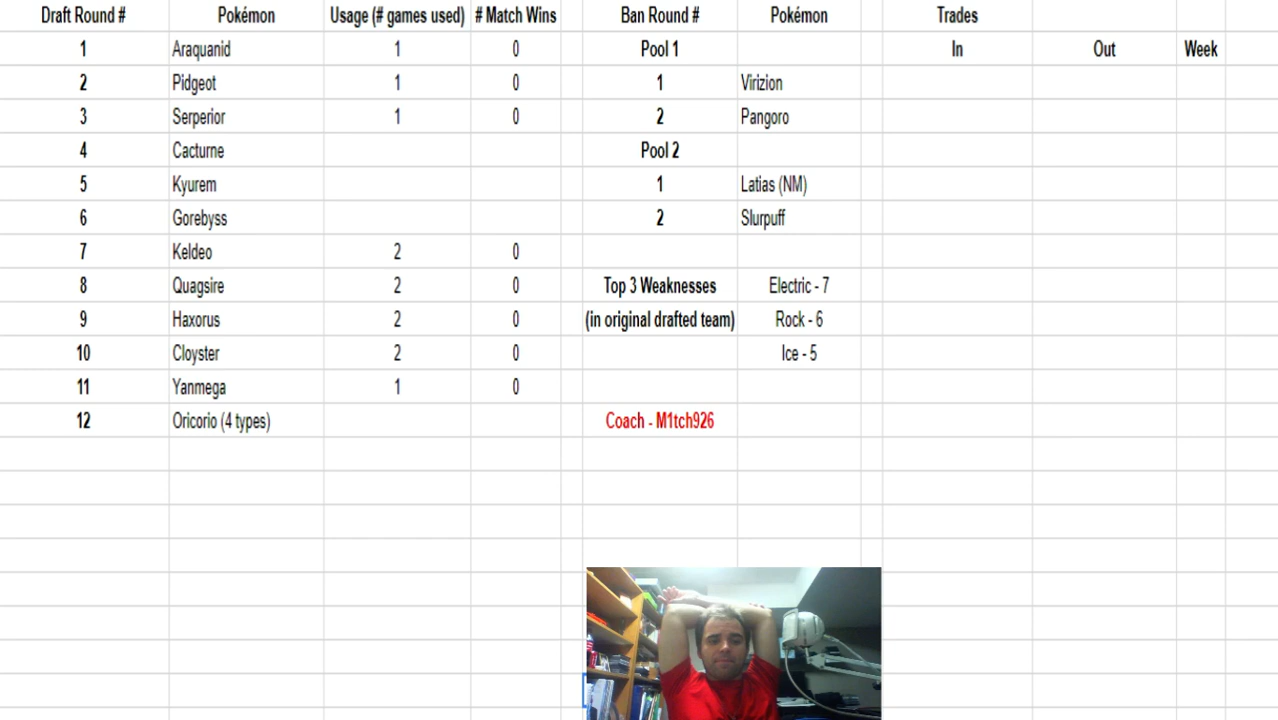 Draft Round # Pokémon Usage (# games used) # Match Wins Ban Round # Pokémon Trades
1 Araquanid 1 0 Pool 1 In Out Week
2 Pidgeot 1 0 1 Virizion
3 Serperior 1 0 2 Pangoro
4 Cacturne Pool 2
5 Kyurem 1 Latias (NM)
6 Gorebyss 2 Slurpuff
7 Keldeo 2 0
8 Quagsire 2 0 Top 3 Weaknesses Electric - 7
9 Haxorus 2 0 (in original drafted team) Rock - 6
10 Cloyster 2 0 Ice - 5
11 Yanmega 1 0
12 Oricorio (4 types) Coach - M1tch926